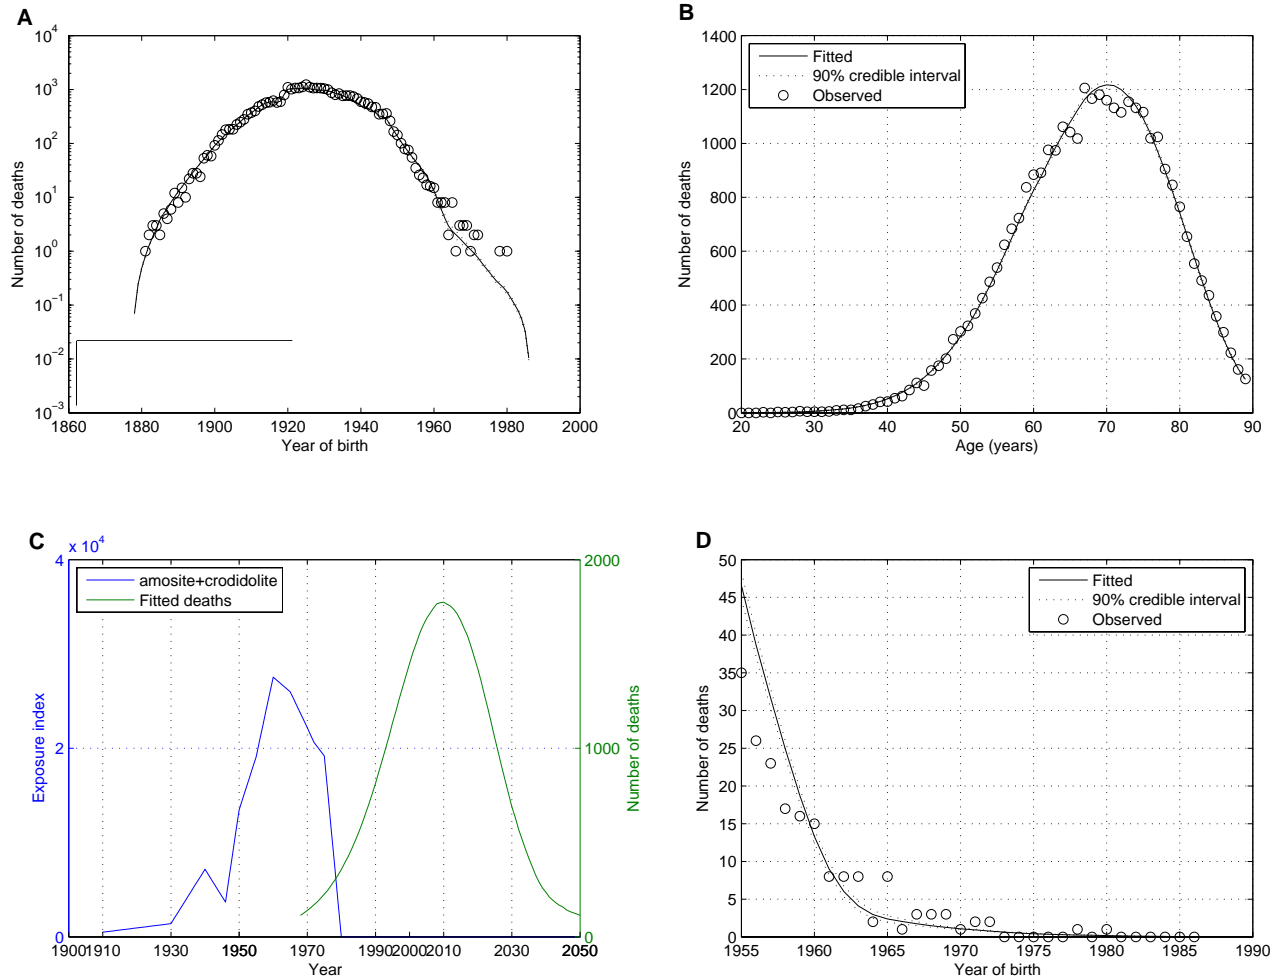 A
10^4
10^3
10^2
10^1
10^0
10^−1
10^−2
10^−3
Number of deaths
1860 1880 1900 1920 1940 1960 1980 2000
Year of birth
B
1400
1200
1000
800
600
400
200
0
Number of deaths
Fitted
90% credible interval
Observed
20 30 40 50 60 70 80 90
Age (years)
C
x 10^4
4
2
0
Exposure index
amosite+crodidolite
Fitted deaths
2000
1000
0
Number of deaths
1900 1910 1930 1950 1970 1990 2000 2010 2030 2050
Year
D
50
45
40
35
30
25
20
15
10
5
0
Number of deaths
Fitted
90% credible interval
Observed
1955 1960 1965 1970 1975 1980 1985 1990
Year of birth